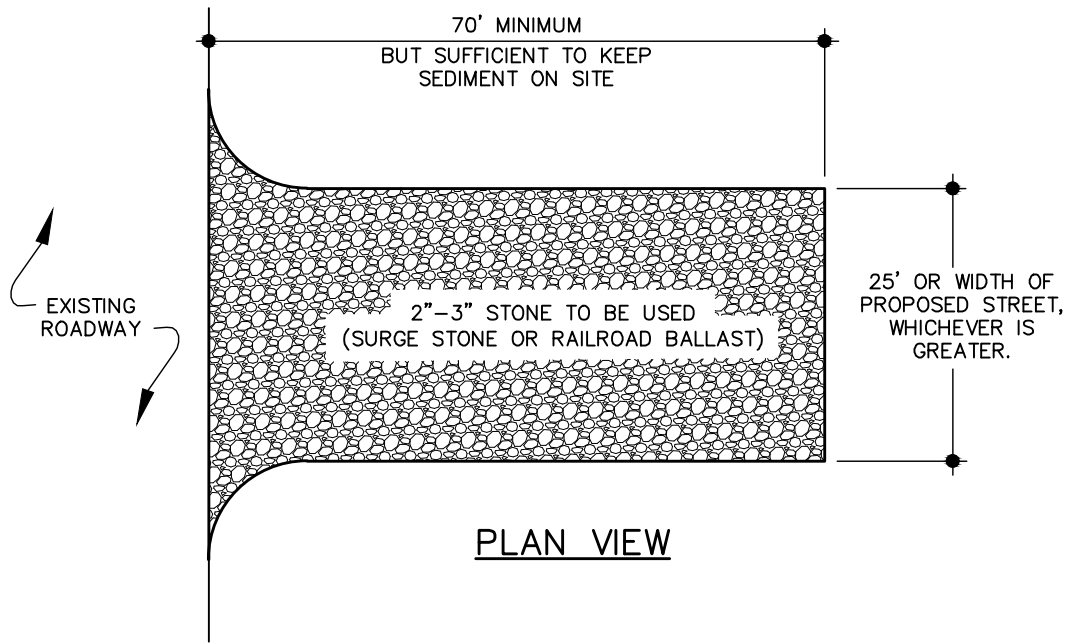 70' MINIMUM
BUT SUFFICIENT TO KEEP
SEDIMENT ON SITE
EXISTING
ROADWAY
2"-3" STONE TO BE USED
(SURGE STONE OR RAILROAD BALLAST)
25' OR WIDTH OF
PROPOSED STREET,
WHICHEVER IS
GREATER.
PLAN VIEW